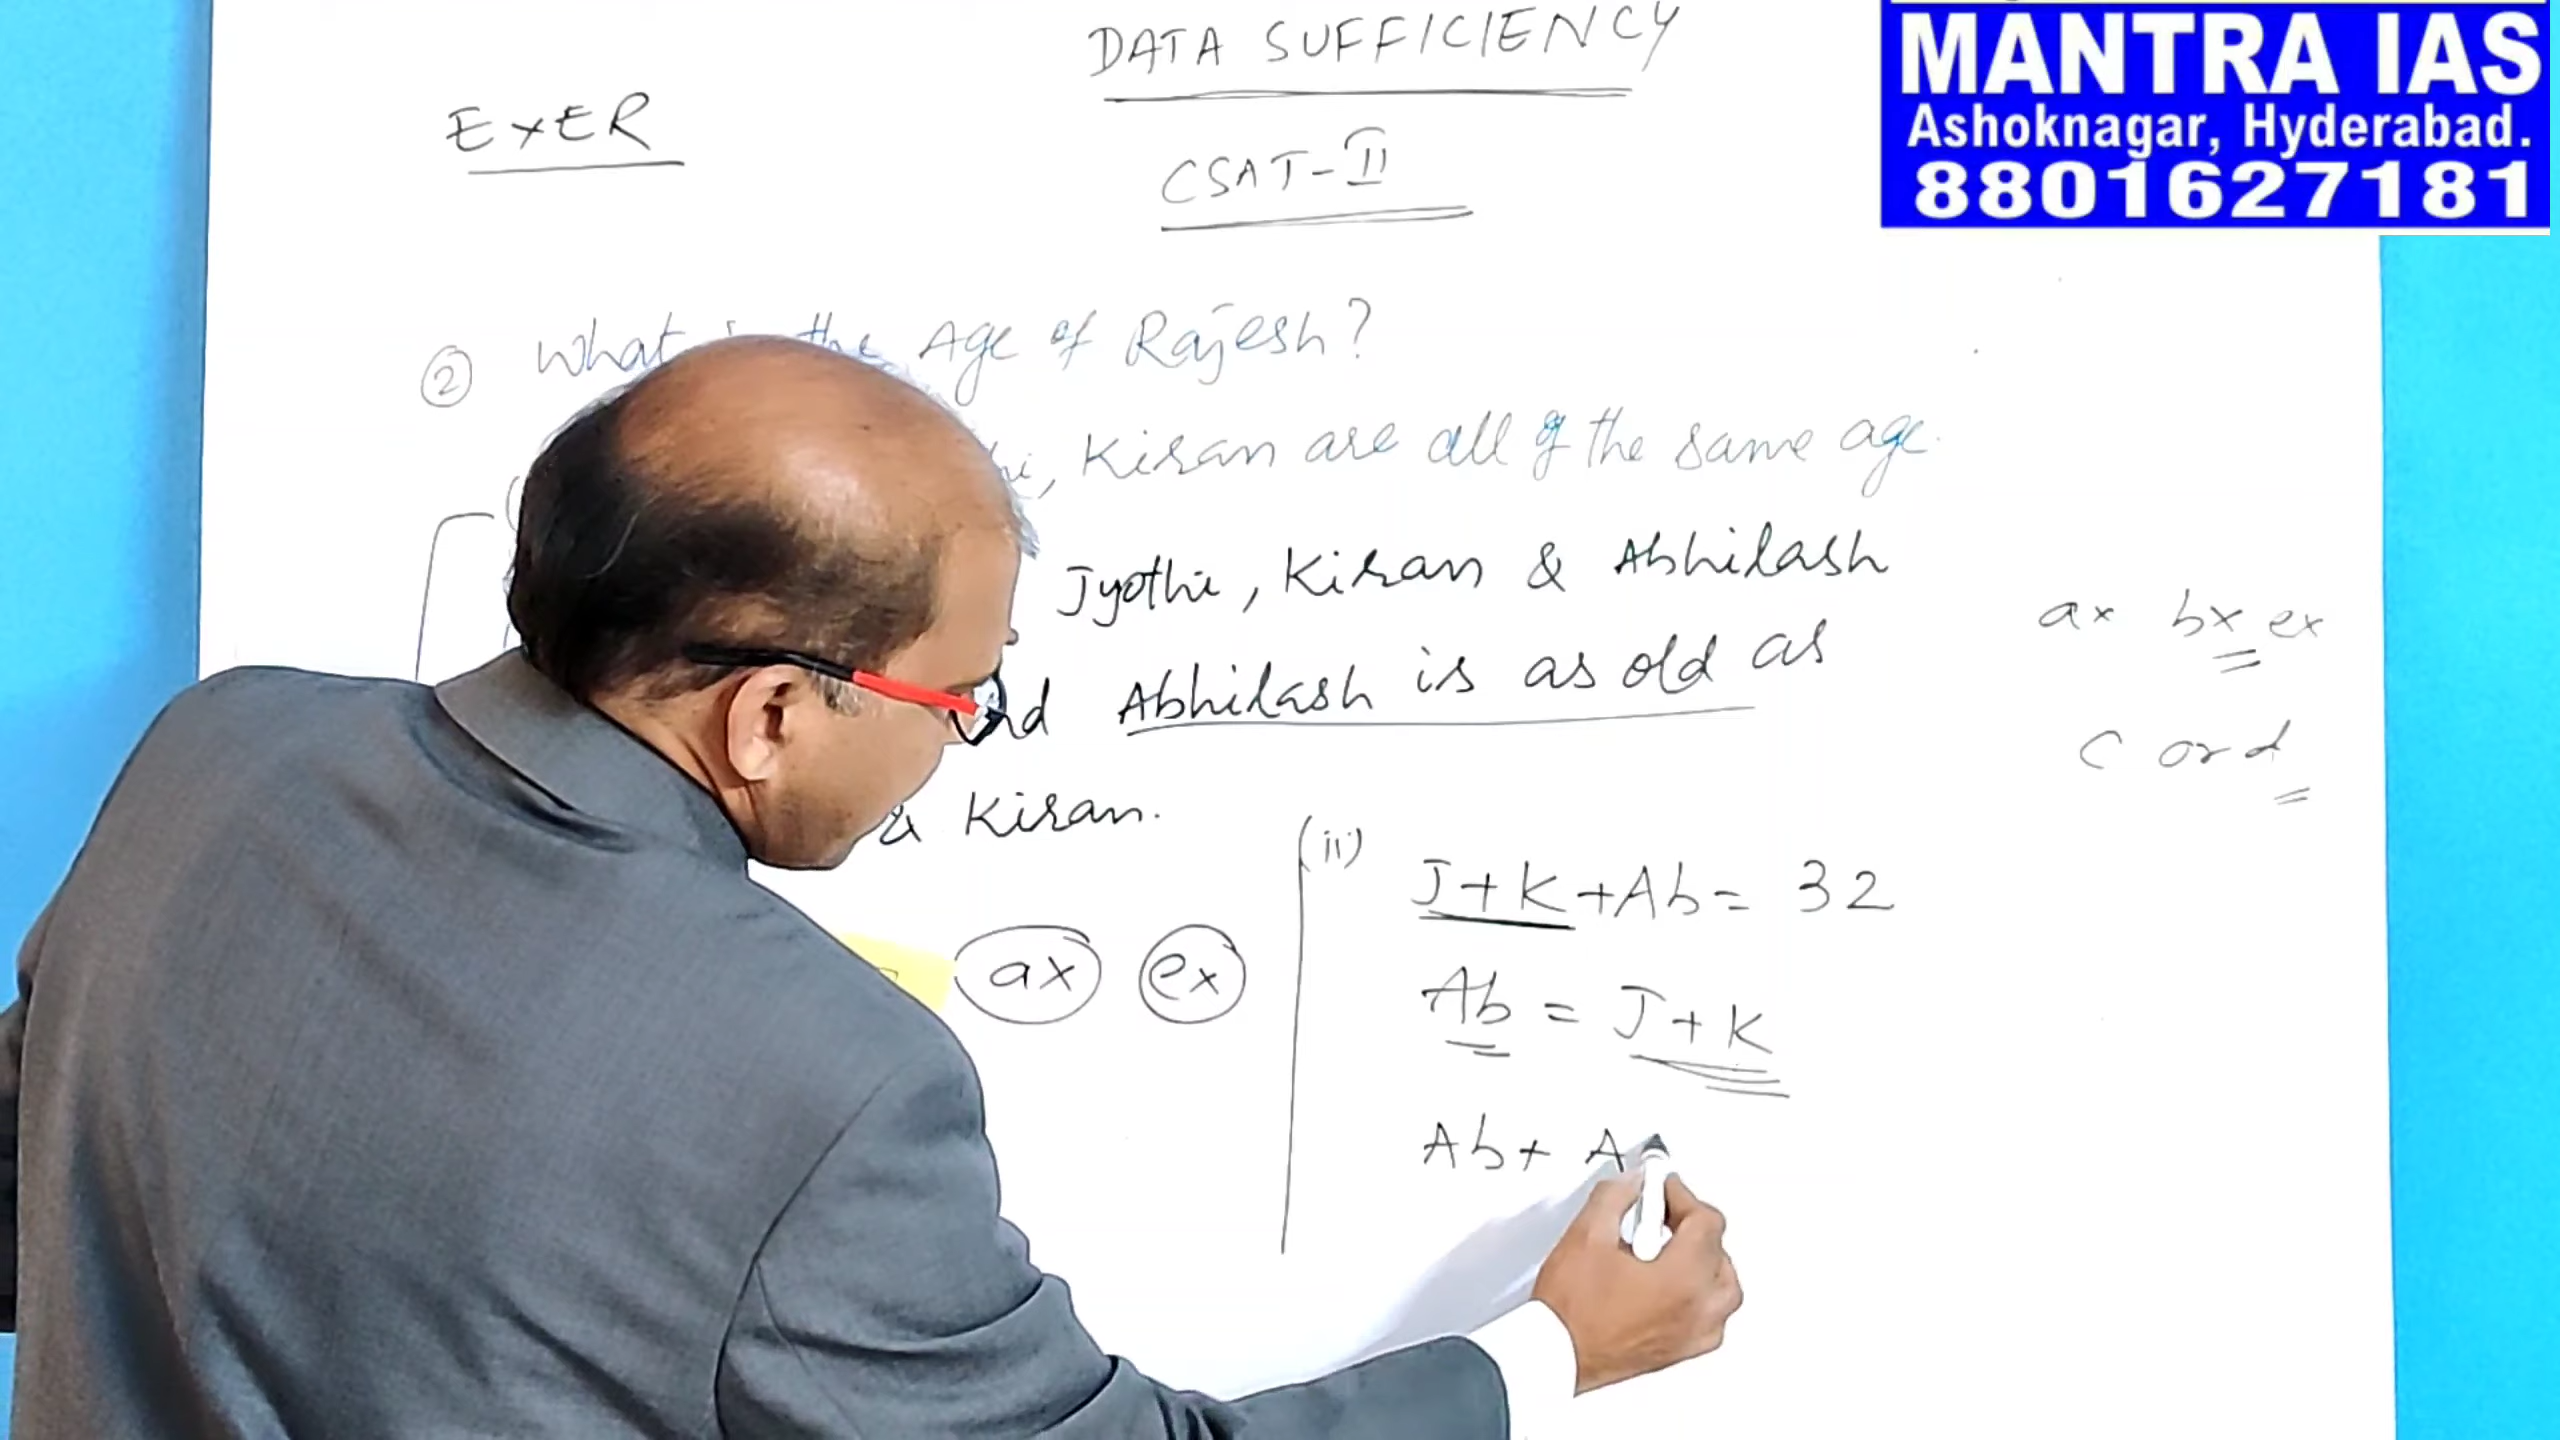 DATA SUFFICIENCY
MANTRA IAS
Ashoknagar, Hyderabad.
8801627181
EXER
CSAT-II
② What the Age of Rajesh?
Kiran are all of the same age.
Jyothi, Kiran & Abhilash
Abhilash is as old as
& Kiran.
ax bx ex
C or d
(ii)
J+K+Ab= 32
ax ex
Ab = J+K
Ab+